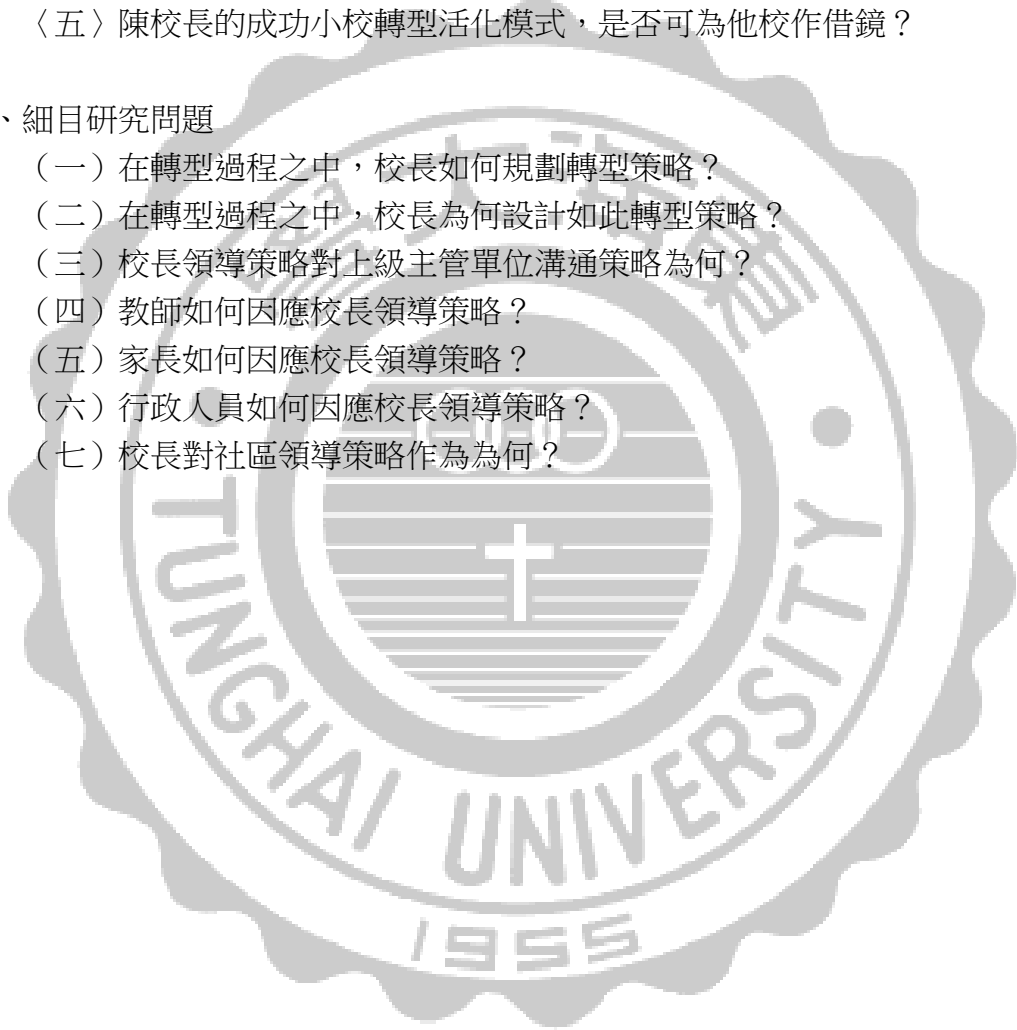 〈五〉陳校長的成功小校轉型活化模式，是否可為他校作借鏡？
、細目研究問題
（一）在轉型過程之中，校長如何規劃轉型策略？
（二）在轉型過程之中，校長為何設計如此轉型策略？
（三）校長領導策略對上級主管單位溝通策略為何？
（四）教師如何因應校長領導策略？
（五）家長如何因應校長領導策略？
（六）行政人員如何因應校長領導策略？
（七）校長對社區領導策略作為為何？
學大海東
TUNGHAI UNIVERSITY
1955